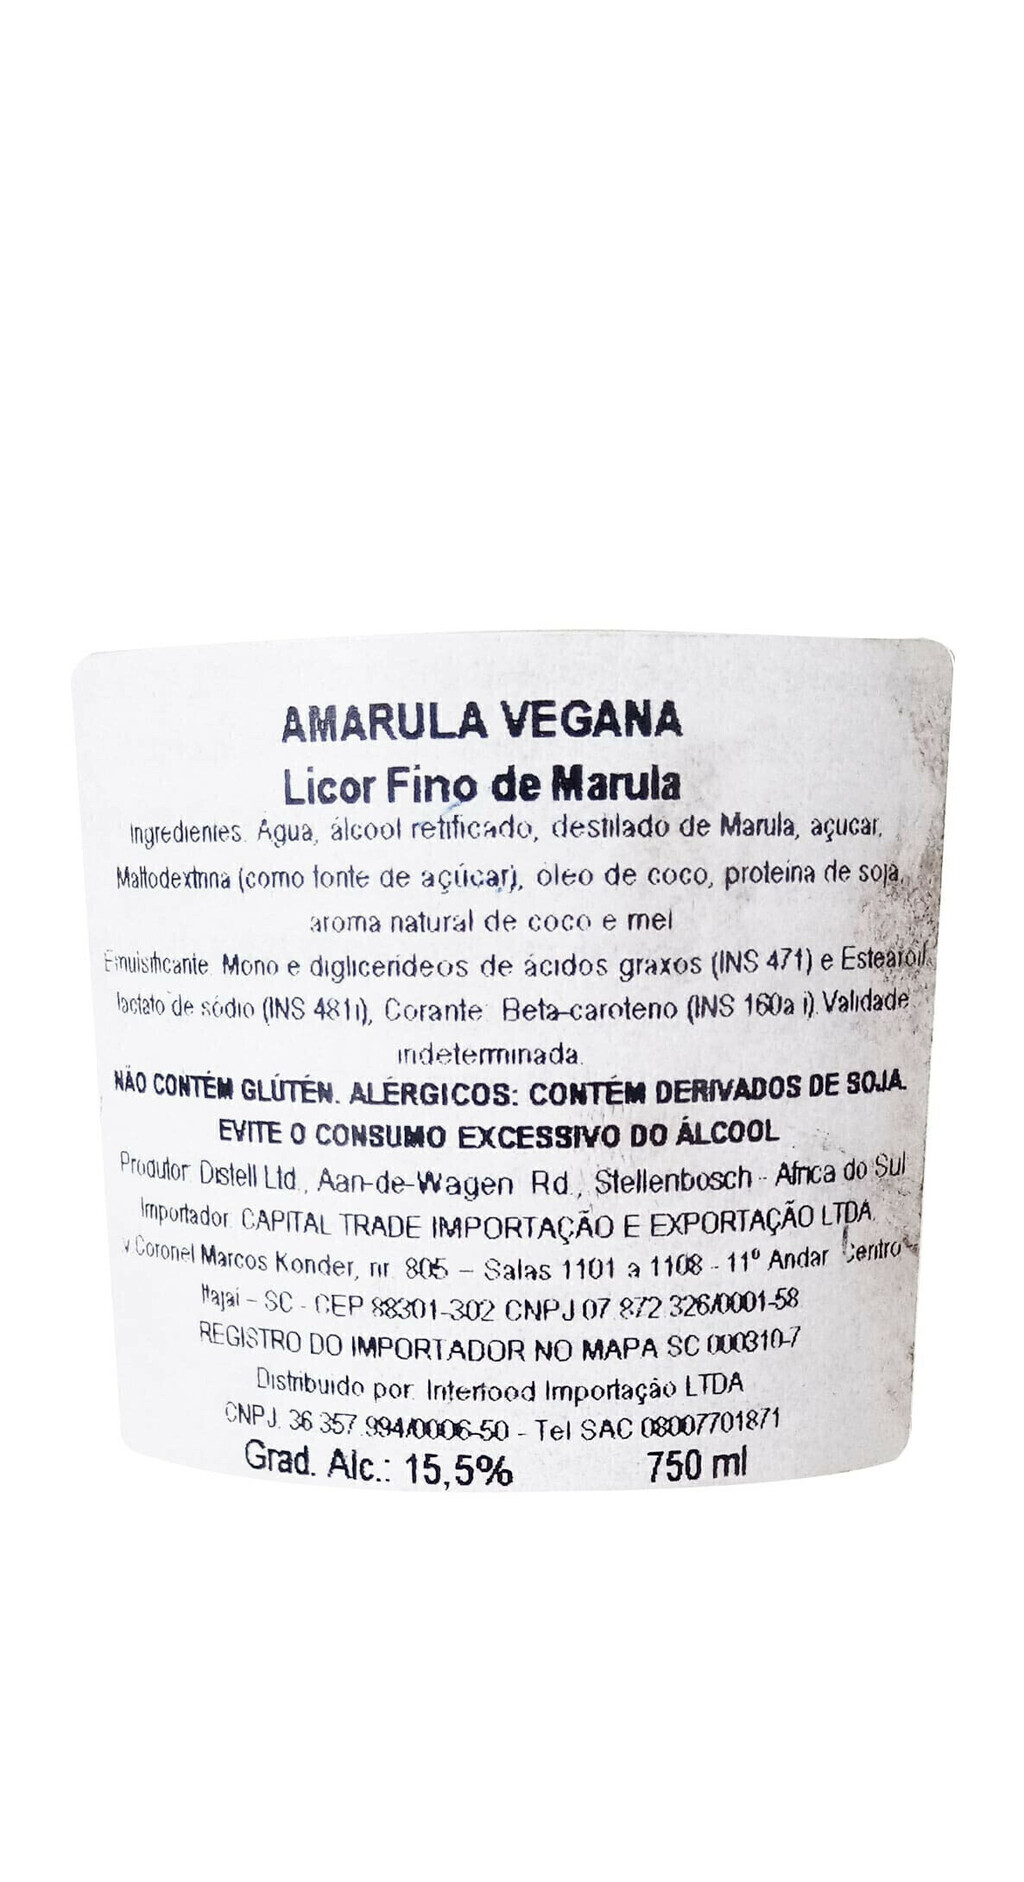 AMARULA VEGANA
Licor Fino de Marula
Ingredientes. Água, álcool retificado, destilado de Marula, açucar,
Maltodextrina (como fonte de açúcar), óleo de coco, proteína de soja,
aroma natural de coco e mel
Emulsificante Mono e diglicerideos de ácidos graxos (INS 471) e Estearoil
lactato de sódio (INS 481i), Corante: Beta-caroteno (INS 160a i) Validade
indeterminada.
NÃO CONTÉM GLÚTEN. ALÉRGICOS: CONTÉM DERIVADOS DE SOJA.
EVITE O CONSUMO EXCESSIVO DO ÁLCOOL
Produtor Distell Ltd., Aan-de-Wagen Rd., Stellenbosch - Africa do Sul
Importador CAPITAL TRADE IMPORTAÇÃO E EXPORTAÇÃO LTDA.
v Coronel Marcos Konder, nr. 805 – Salas 1101 a 1108 - 11º Andar Centro
Itajai – SC - CEP 88301-302 CNPJ 07 872 326/0001-58
REGISTRO DO IMPORTADOR NO MAPA SC 000310-7
Distribuido por Interfood Importação LTDA
CNPJ. 36 357.994/0006-50 - Tel SAC 08007701871
Grad. Alc.: 15,5% 750 ml